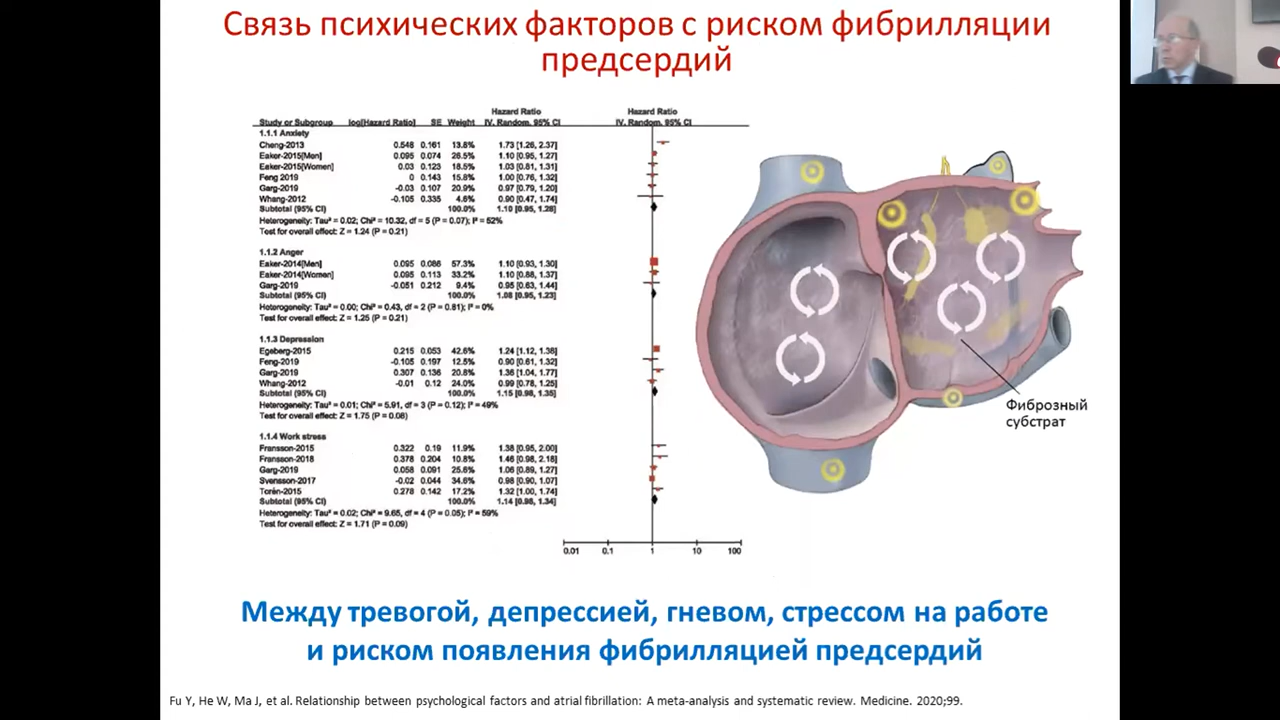 Связь психических факторов с риском фибрилляции
предсердий
Hazard Ratio Hazard Ratio
Study or Subgroup log[Hazard Ratio] SE Weight IV, Random, 95% CI IV, Random, 95% CI
1.1.1 Anxiety
Cheng-2013 0.548 0.161 13.8% 1.73 [1.26, 2.37]
Eaker-2015[Men] 0.095 0.074 26.5% 1.10 [0.95, 1.27]
Eaker-2015[Women] 0.03 0.123 18.5% 1.03 [0.81, 1.31]
Feng 2019 0 0.143 15.8% 1.00 [0.76, 1.32]
Garg-2019 -0.03 0.107 20.9% 0.97 [0.79, 1.20]
Whang-2012 -0.105 0.335 4.6% 0.90 [0.47, 1.74]
Subtotal (95% CI) 100.0% 1.10 [0.95, 1.28]
Heterogeneity: Tau² = 0.02; Chi² = 10.32, df = 5 (P = 0.07); I² = 52%
Test for overall effect: Z = 1.24 (P = 0.21)
1.1.2 Anger
Eaker-2014[Men] 0.095 0.086 57.3% 1.10 [0.93, 1.30]
Eaker-2014[Women] 0.095 0.113 33.2% 1.10 [0.88, 1.37]
Garg-2019 -0.051 0.212 9.4% 0.95 [0.63, 1.44]
Subtotal (95% CI) 100.0% 1.08 [0.95, 1.23]
Heterogeneity: Tau² = 0.00; Chi² = 0.43, df = 2 (P = 0.81); I² = 0%
Test for overall effect: Z = 1.25 (P = 0.21)
1.1.3 Depression
Egeberg-2015 0.215 0.053 42.6% 1.24 [1.12, 1.38]
Feng-2019 -0.105 0.197 12.5% 0.90 [0.61, 1.32]
Garg-2019 0.307 0.136 20.8% 1.36 [1.04, 1.77]
Whang-2012 -0.01 0.12 24.0% 0.99 [0.78, 1.25]
Subtotal (95% CI) 100.0% 1.15 [0.98, 1.35]
Heterogeneity: Tau² = 0.01; Chi² = 5.91, df = 3 (P = 0.12); I² = 49%
Test for overall effect: Z = 1.75 (P = 0.08)
1.1.4 Work stress
Fransson-2015 0.322 0.19 11.9% 1.38 [0.95, 2.00]
Fransson-2018 0.378 0.204 10.8% 1.46 [0.98, 2.18]
Garg-2019 0.058 0.091 25.6% 1.06 [0.89, 1.27]
Svensson-2017 -0.02 0.044 34.6% 0.98 [0.90, 1.07]
Torén-2015 0.278 0.142 17.2% 1.32 [1.00, 1.74]
Subtotal (95% CI) 100.0% 1.14 [0.98, 1.34]
Heterogeneity: Tau² = 0.02; Chi² = 9.65, df = 4 (P = 0.05); I² = 59%
Test for overall effect: Z = 1.71 (P = 0.09)
0.01 0.1 1 10 100
Фиброзный
субстрат
Между тревогой, депрессией, гневом, стрессом на работе
и риском появления фибрилляцией предсердий
Fu Y, He W, Ma J, et al. Relationship between psychological factors and atrial fibrillation: A meta-analysis and systematic review. Medicine. 2020;99.